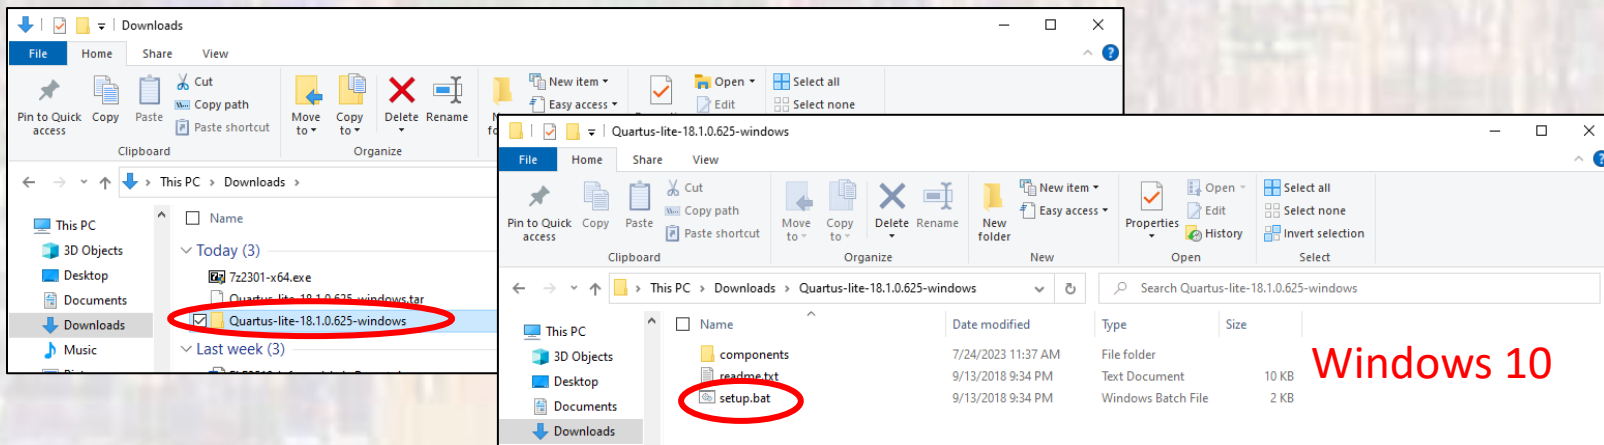 Downloads
File Home Share View
Pin to Quick access
Copy
Paste
Cut
Copy path
Paste shortcut
Clipboard
Move to
Copy to
Delete
Rename
Organize
New item
Easy access
Open
Edit
Select all
Select none
This PC > Downloads >
This PC
3D Objects
Desktop
Documents
Downloads
Music
Name
Today (3)
7z2301-x64.exe
Quartus-lite-18.1.0.625-windows.tar
Quartus-lite-18.1.0.625-windows
Last week (3)
Quartus-lite-18.1.0.625-windows
File Home Share View
Pin to Quick access
Copy
Paste
Cut
Copy path
Paste shortcut
Clipboard
Move to
Copy to
Delete
Rename
Organize
New folder
New item
Easy access
New
Properties
Open
Edit
History
Open
Select all
Select none
Invert selection
Select
This PC > Downloads > Quartus-lite-18.1.0.625-windows
Search Quartus-lite-18.1.0.625-windows
This PC
3D Objects
Desktop
Documents
Downloads
Name Date modified Type Size
components 7/24/2023 11:37 AM File folder
readme.txt 9/13/2018 9:34 PM Text Document 10 KB
setup.bat 9/13/2018 9:34 PM Windows Batch File 2 KB
Windows 10